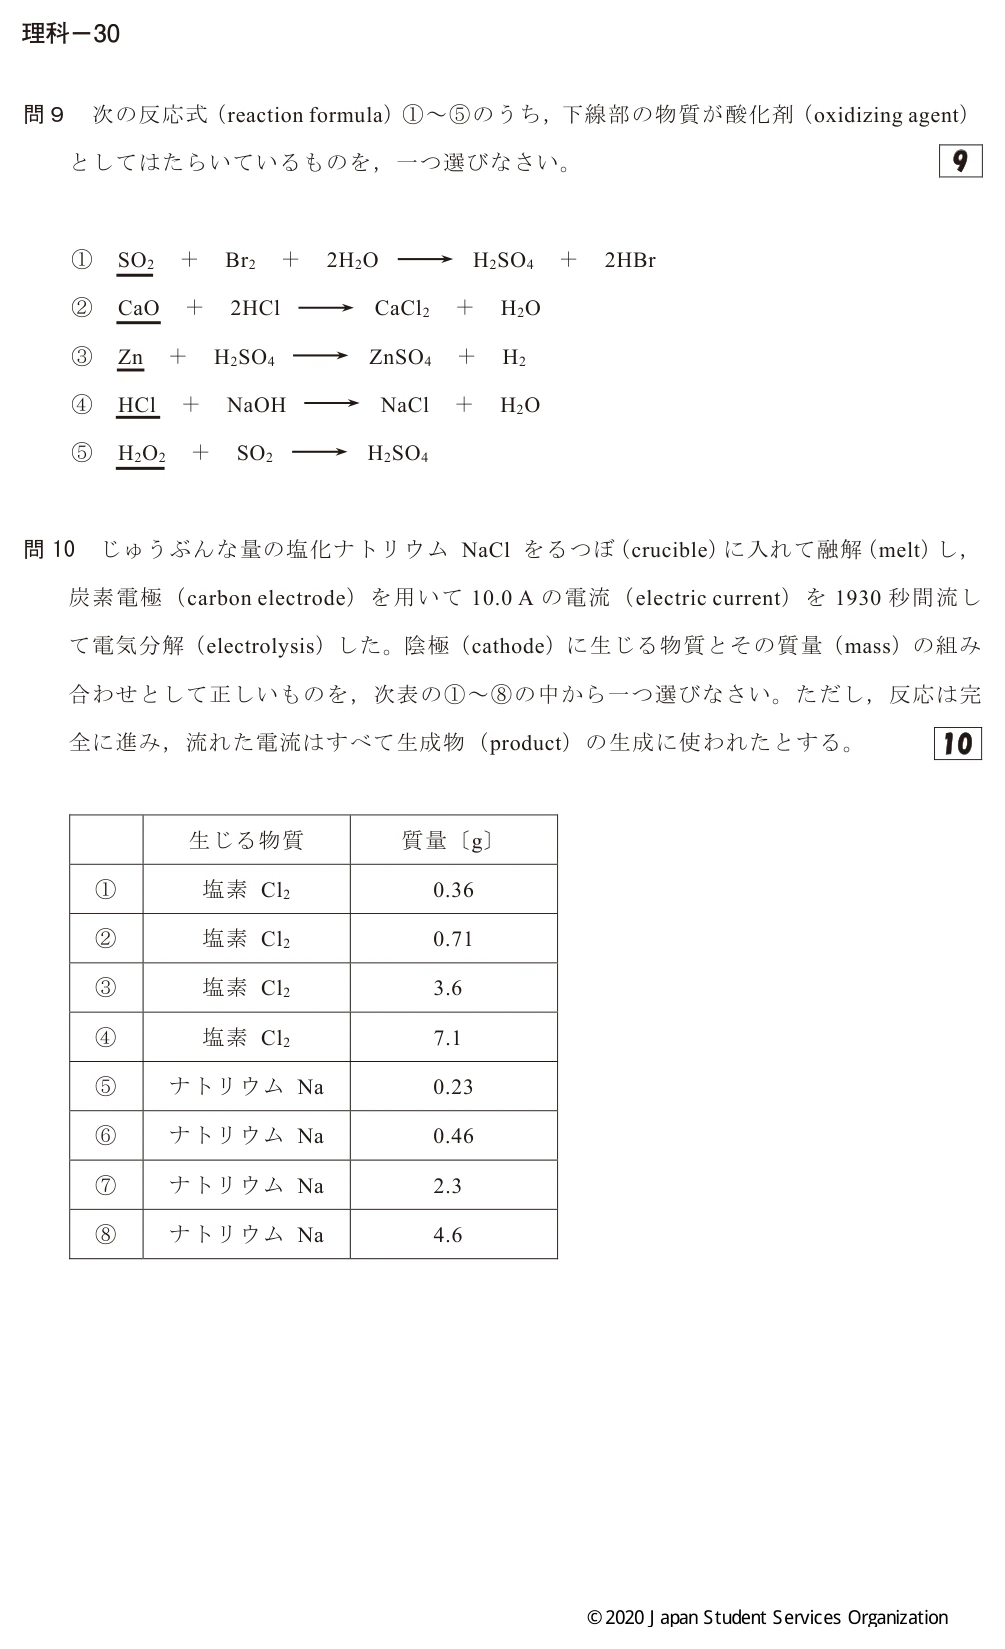 理科－30
問9 次の反応式（reaction formula）①～⑤のうち，下線部の物質が酸化剤（oxidizing agent）
としてはたらいているものを，一つ選びなさい。 9
① SO₂ + Br₂ + 2H₂O ⟶ H₂SO₄ + 2HBr
② CaO + 2HCl ⟶ CaCl₂ + H₂O
③ Zn + H₂SO₄ ⟶ ZnSO₄ + H₂
④ HCl + NaOH ⟶ NaCl + H₂O
⑤ H₂O₂ + SO₂ ⟶ H₂SO₄
問10 じゅうぶんな量の塩化ナトリウム NaCl をるつぼ（crucible）に入れて融解（melt）し，
炭素電極（carbon electrode）を用いて 10.0 A の電流（electric current）を 1930 秒間流し
て電気分解（electrolysis）した。陰極（cathode）に生じる物質とその質量（mass）の組み
合わせとして正しいものを，次表の①～⑧の中から一つ選びなさい。ただし，反応は完
全に進み，流れた電流はすべて生成物（product）の生成に使われたとする。 10
生じる物質 質量〔g〕
① 塩素 Cl₂ 0.36
② 塩素 Cl₂ 0.71
③ 塩素 Cl₂ 3.6
④ 塩素 Cl₂ 7.1
⑤ ナトリウム Na 0.23
⑥ ナトリウム Na 0.46
⑦ ナトリウム Na 2.3
⑧ ナトリウム Na 4.6
© 2020 Japan Student Services Organization